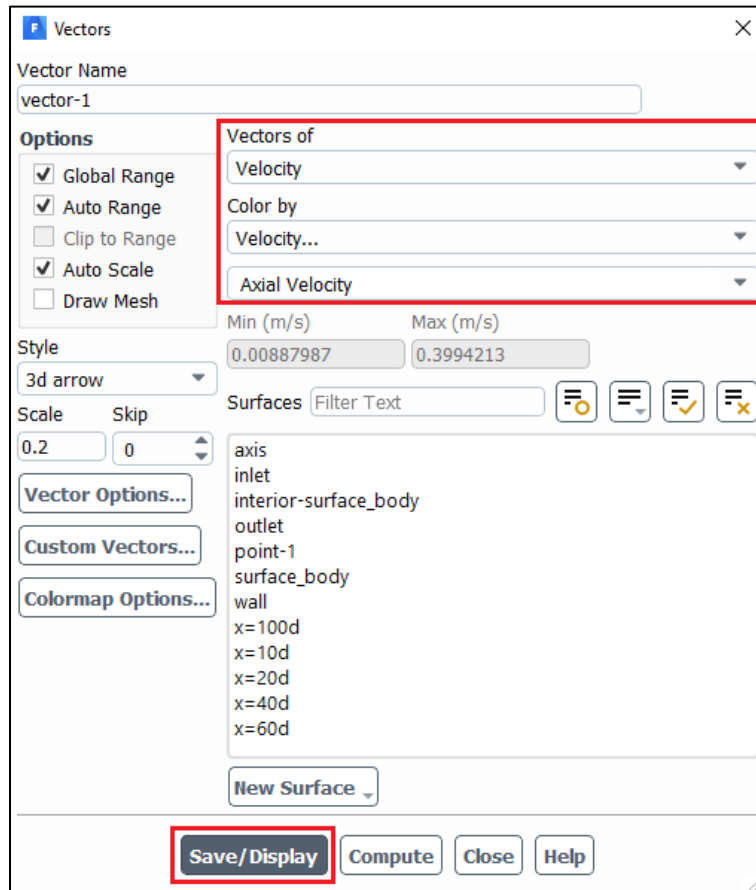 F Vectors
Vector Name
vector-1
Options
Global Range
Auto Range
Clip to Range
Auto Scale
Draw Mesh
Style
3d arrow
Scale Skip
0.2 0
Vector Options...
Custom Vectors...
Colormap Options...
Vectors of
Velocity
Color by
Velocity...
Axial Velocity
Min (m/s) Max (m/s)
0.00887987 0.3994213
Surfaces Filter Text
axis
inlet
interior-surface_body
outlet
point-1
surface_body
wall
x=100d
x=10d
x=20d
x=40d
x=60d
New Surface
Save/Display Compute Close Help